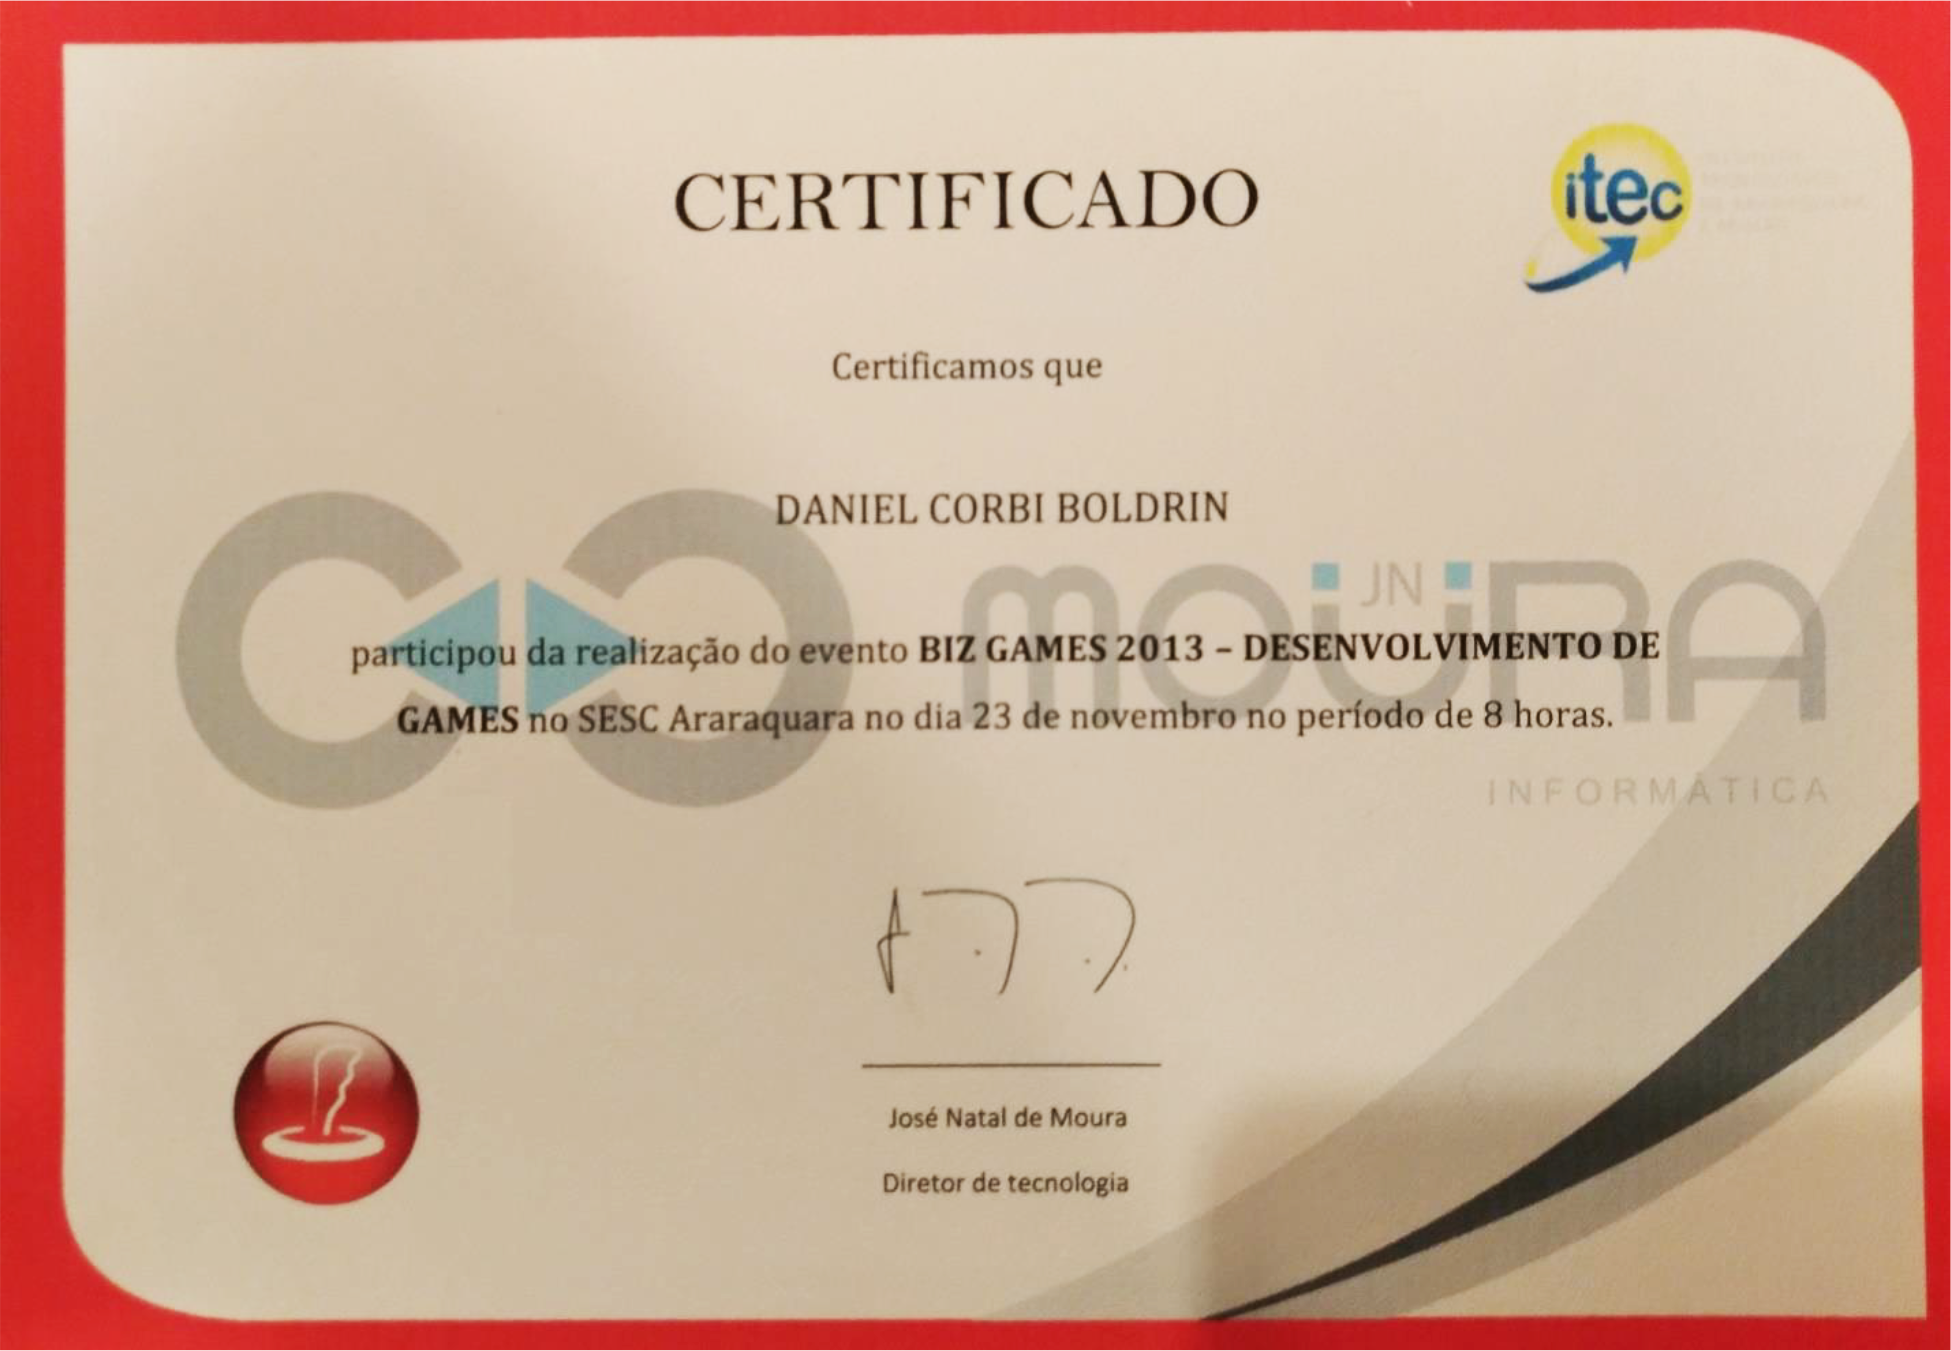 CERTIFICADO
itec
Certificamos que
DANIEL CORBI BOLDRIN
MOURA
JN
participou da realização do evento BIZ GAMES 2013 – DESENVOLVIMENTO DE
GAMES no SESC Araraquara no dia 23 de novembro no período de 8 horas.
INFORMÁTICA
José Natal de Moura
Diretor de tecnologia